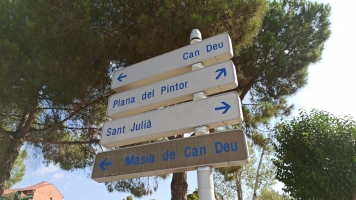 Can Deu
Plana del Pintor
Sant Julià
Masia de Can Deu